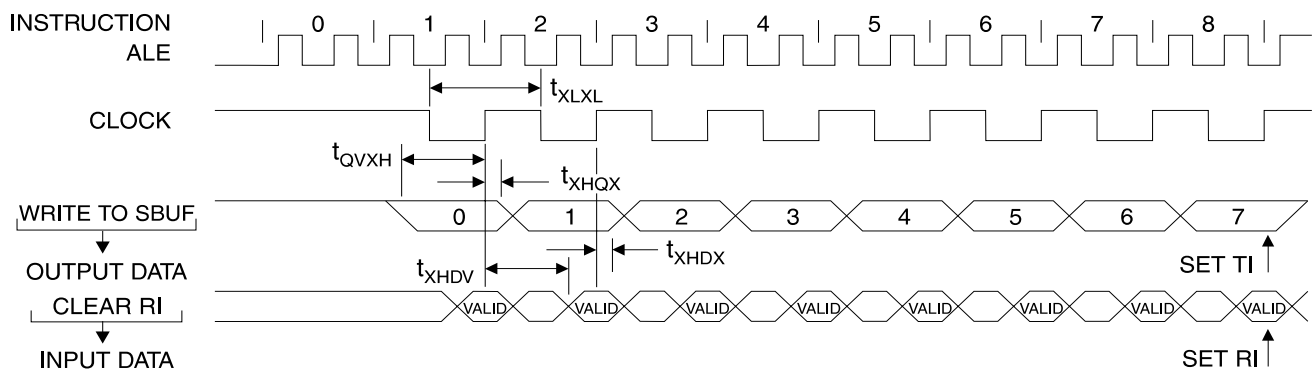 INSTRUCTION 0 1 2 3 4 5 6 7 8
ALE
tXLXL
CLOCK
tQVXH
tXHQX
WRITE TO SBUF 0 1 2 3 4 5 6 7
tXHDX
tXHDV
OUTPUT DATA SET TI
CLEAR RI VALID VALID VALID VALID VALID VALID VALID VALID
INPUT DATA SET RI